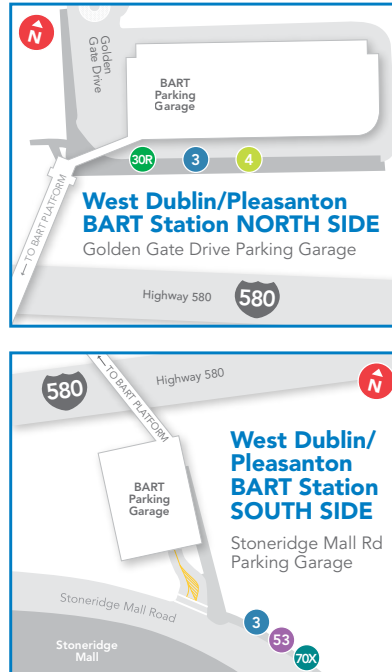 N
Golden
Gate Drive
BART
Parking
Garage
30R
3
4
← TO BART PLATFORM
West Dublin/Pleasanton
BART Station NORTH SIDE
Golden Gate Drive Parking Garage
Highway 580
580
580
← TO BART PLATFORM
Highway 580
N
BART
Parking
Garage
West Dublin/
Pleasanton
BART Station
SOUTH SIDE
Stoneridge Mall Rd
Parking Garage
Stoneridge Mall Road
Stoneridge
Mall
3
53
70X